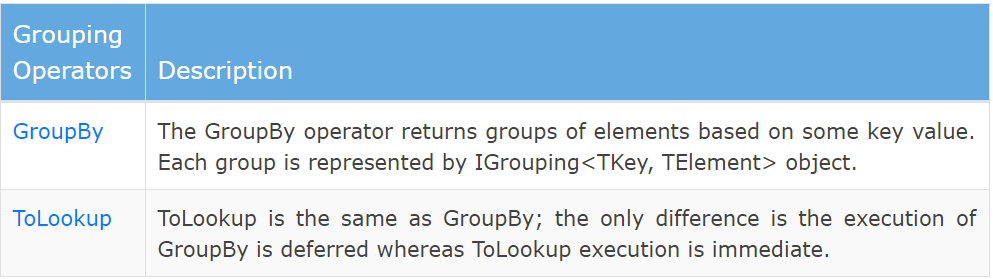 Grouping
Operators
Description
GroupBy
The GroupBy operator returns groups of elements based on some key value.
Each group is represented by IGrouping<TKey, TElement> object.
ToLookup
ToLookup is the same as GroupBy; the only difference is the execution of
GroupBy is deferred whereas ToLookup execution is immediate.